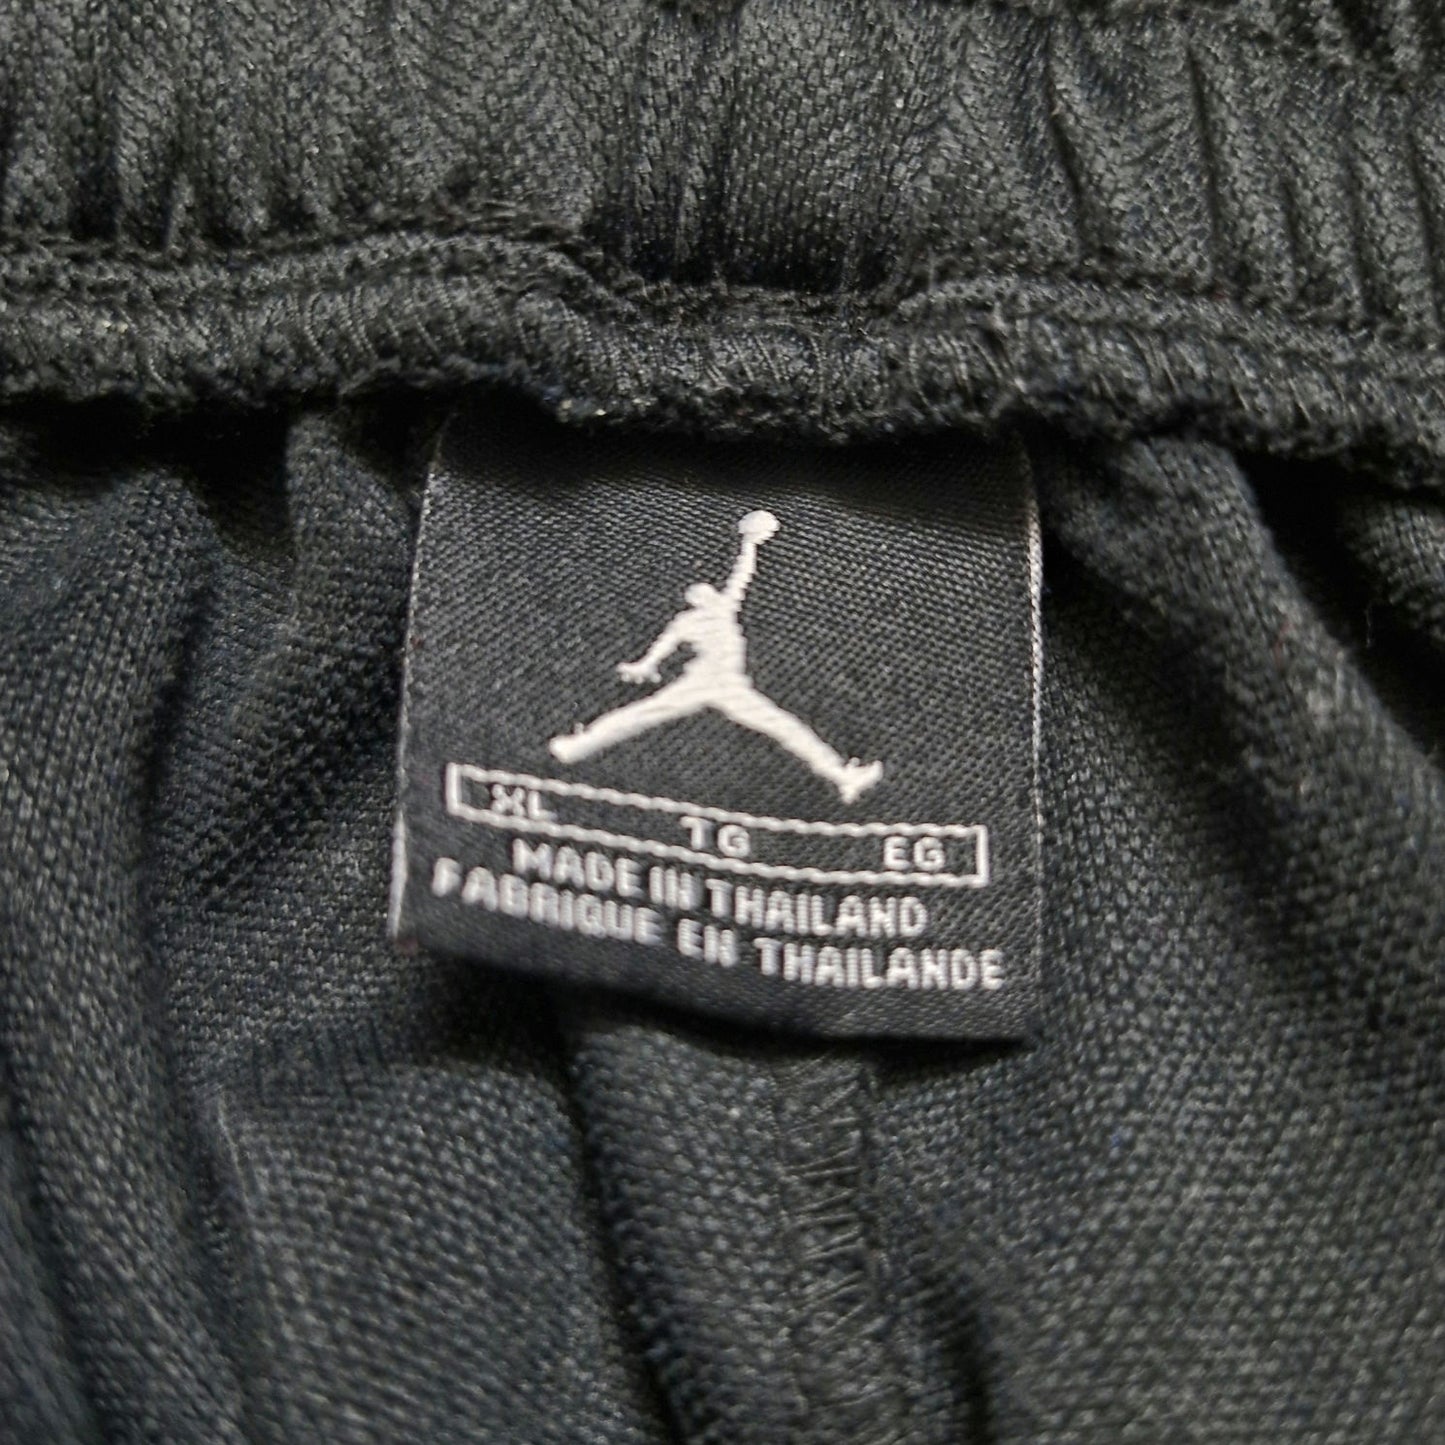 XL TG EG
MADE IN THAILAND
FABRIQUE EN THAILANDE